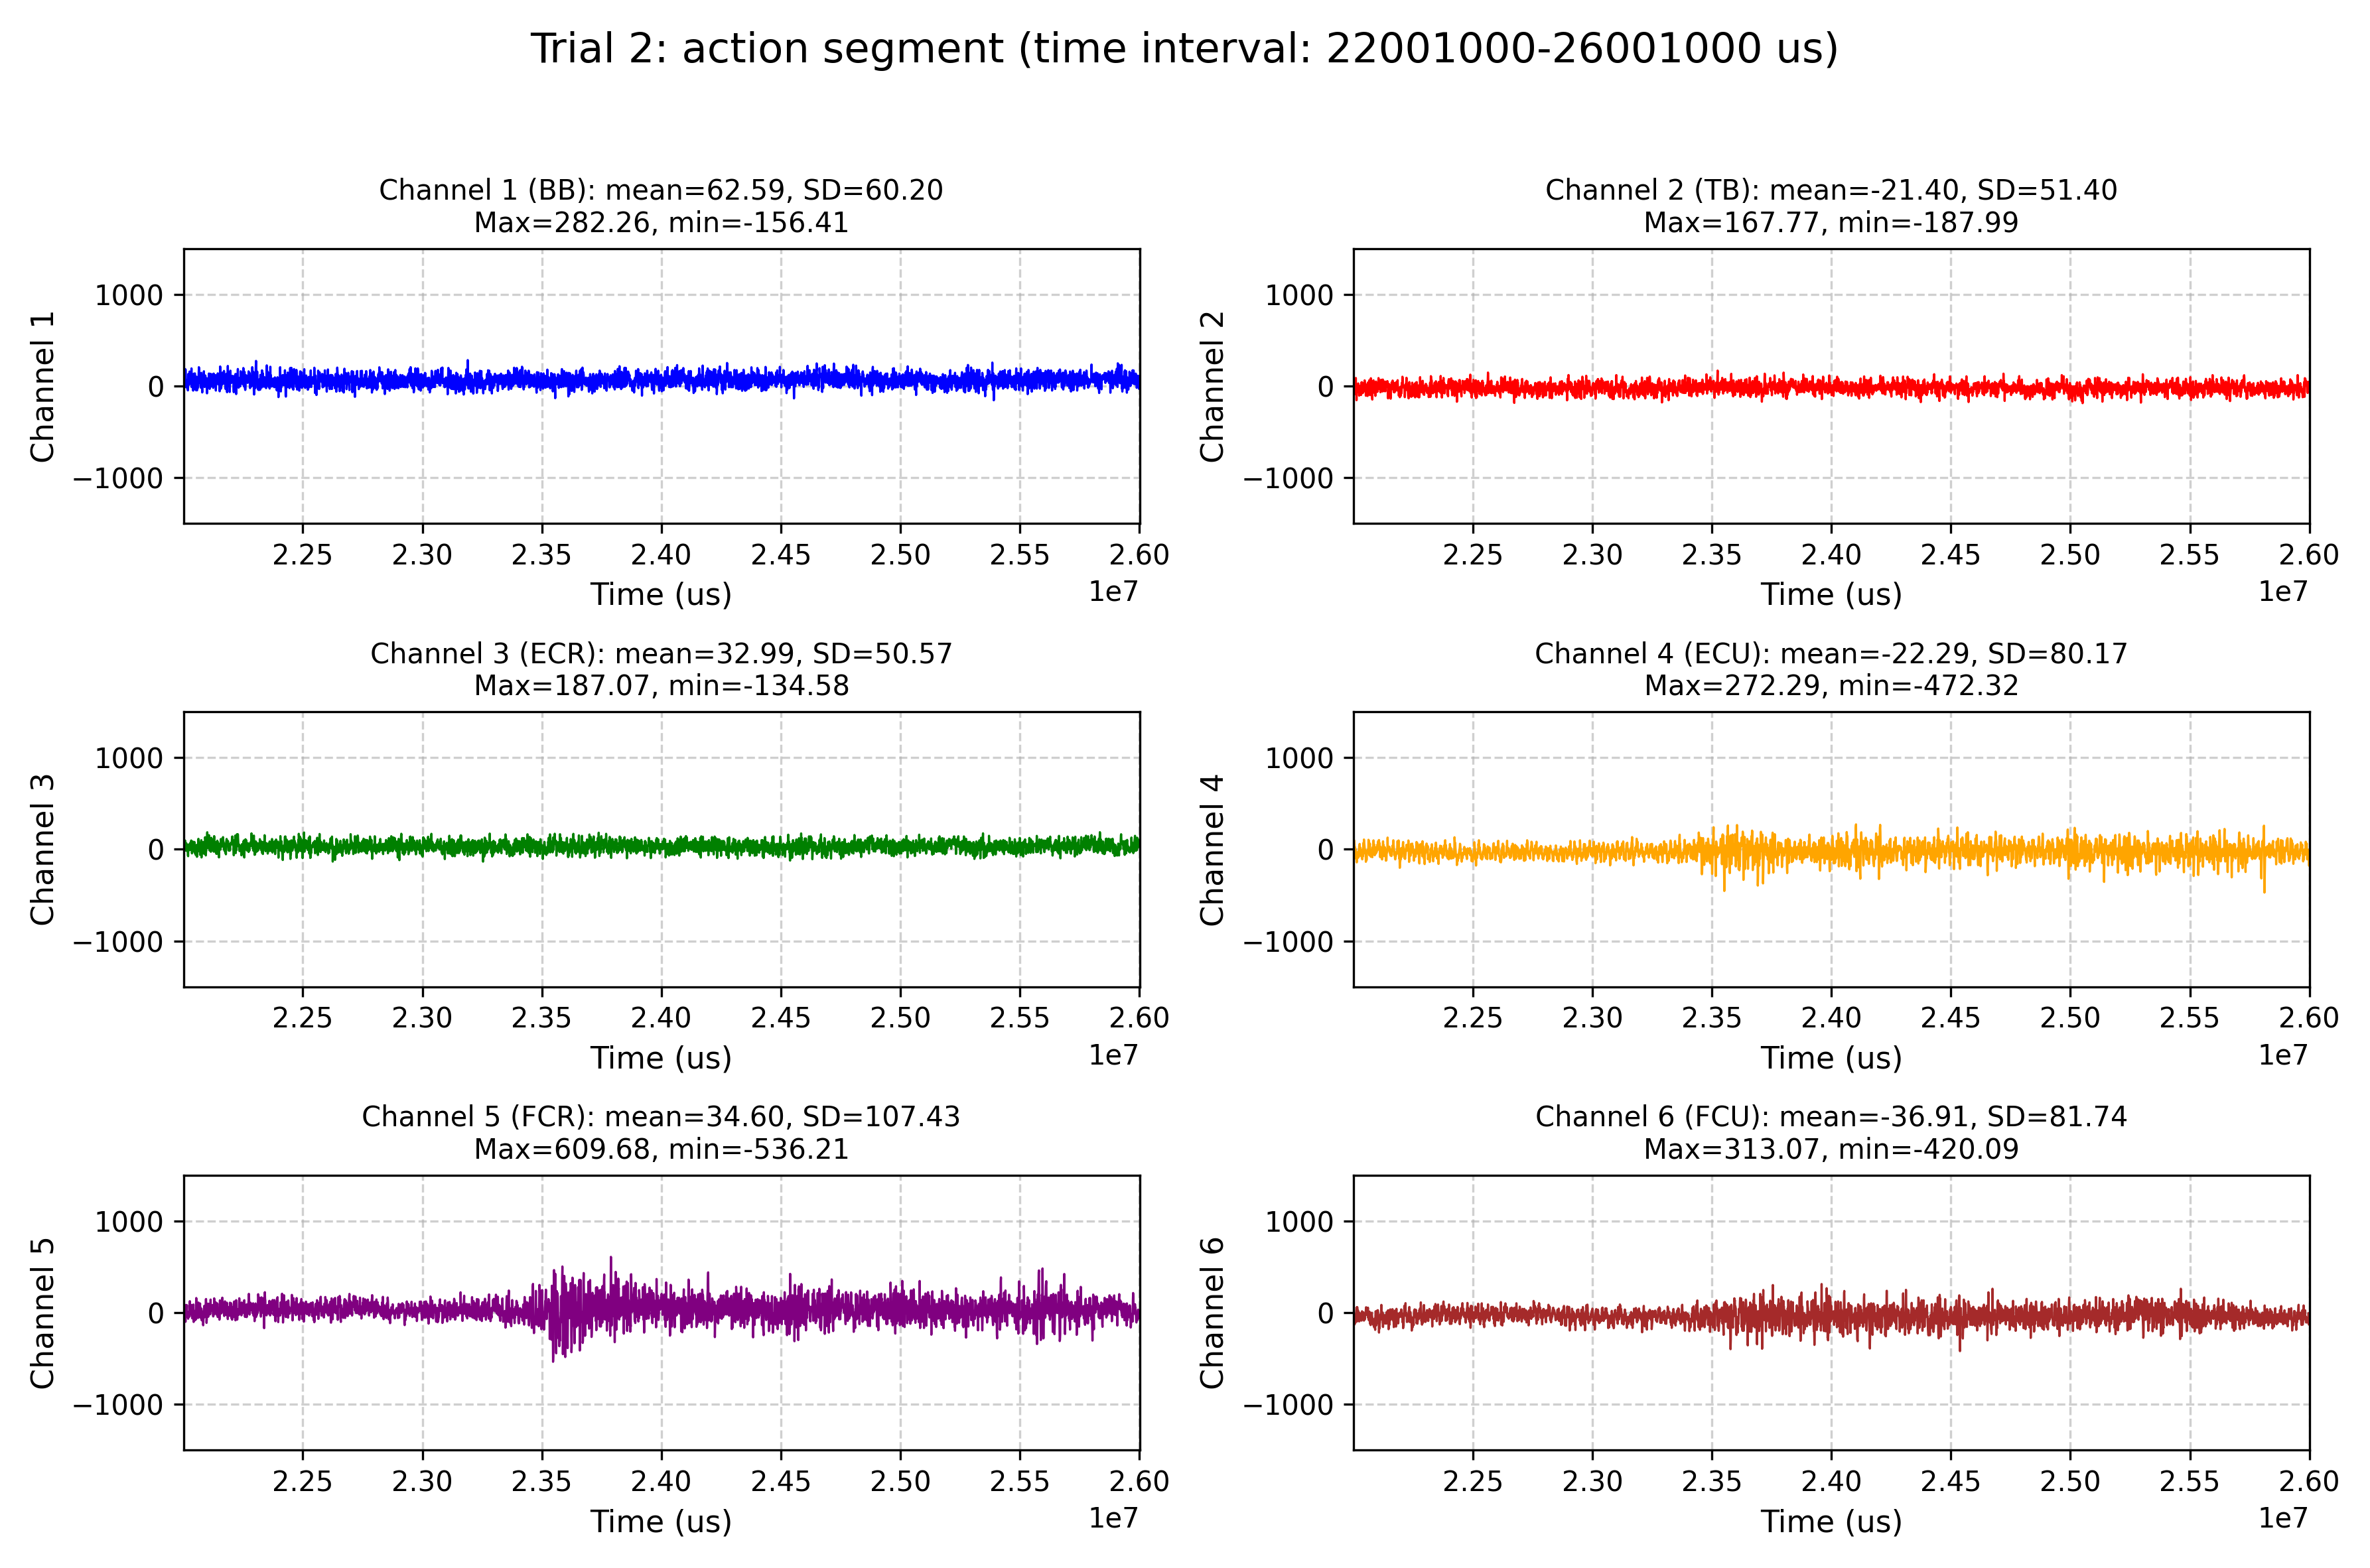 Trial 2: action segment (time interval: 22001000-26001000 us)
Channel 1 (BB): mean=62.59, SD=60.20
Max=282.26, min=-156.41
Channel 1
1000
0
−1000
2.25 2.30 2.35 2.40 2.45 2.50 2.55 2.60
Time (us)
1e7
Channel 2 (TB): mean=-21.40, SD=51.40
Max=167.77, min=-187.99
Channel 2
1000
0
−1000
2.25 2.30 2.35 2.40 2.45 2.50 2.55 2.60
Time (us)
1e7
Channel 3 (ECR): mean=32.99, SD=50.57
Max=187.07, min=-134.58
Channel 3
1000
0
−1000
2.25 2.30 2.35 2.40 2.45 2.50 2.55 2.60
Time (us)
1e7
Channel 4 (ECU): mean=-22.29, SD=80.17
Max=272.29, min=-472.32
Channel 4
1000
0
−1000
2.25 2.30 2.35 2.40 2.45 2.50 2.55 2.60
Time (us)
1e7
Channel 5 (FCR): mean=34.60, SD=107.43
Max=609.68, min=-536.21
Channel 5
1000
0
−1000
2.25 2.30 2.35 2.40 2.45 2.50 2.55 2.60
Time (us)
1e7
Channel 6 (FCU): mean=-36.91, SD=81.74
Max=313.07, min=-420.09
Channel 6
1000
0
−1000
2.25 2.30 2.35 2.40 2.45 2.50 2.55 2.60
Time (us)
1e7